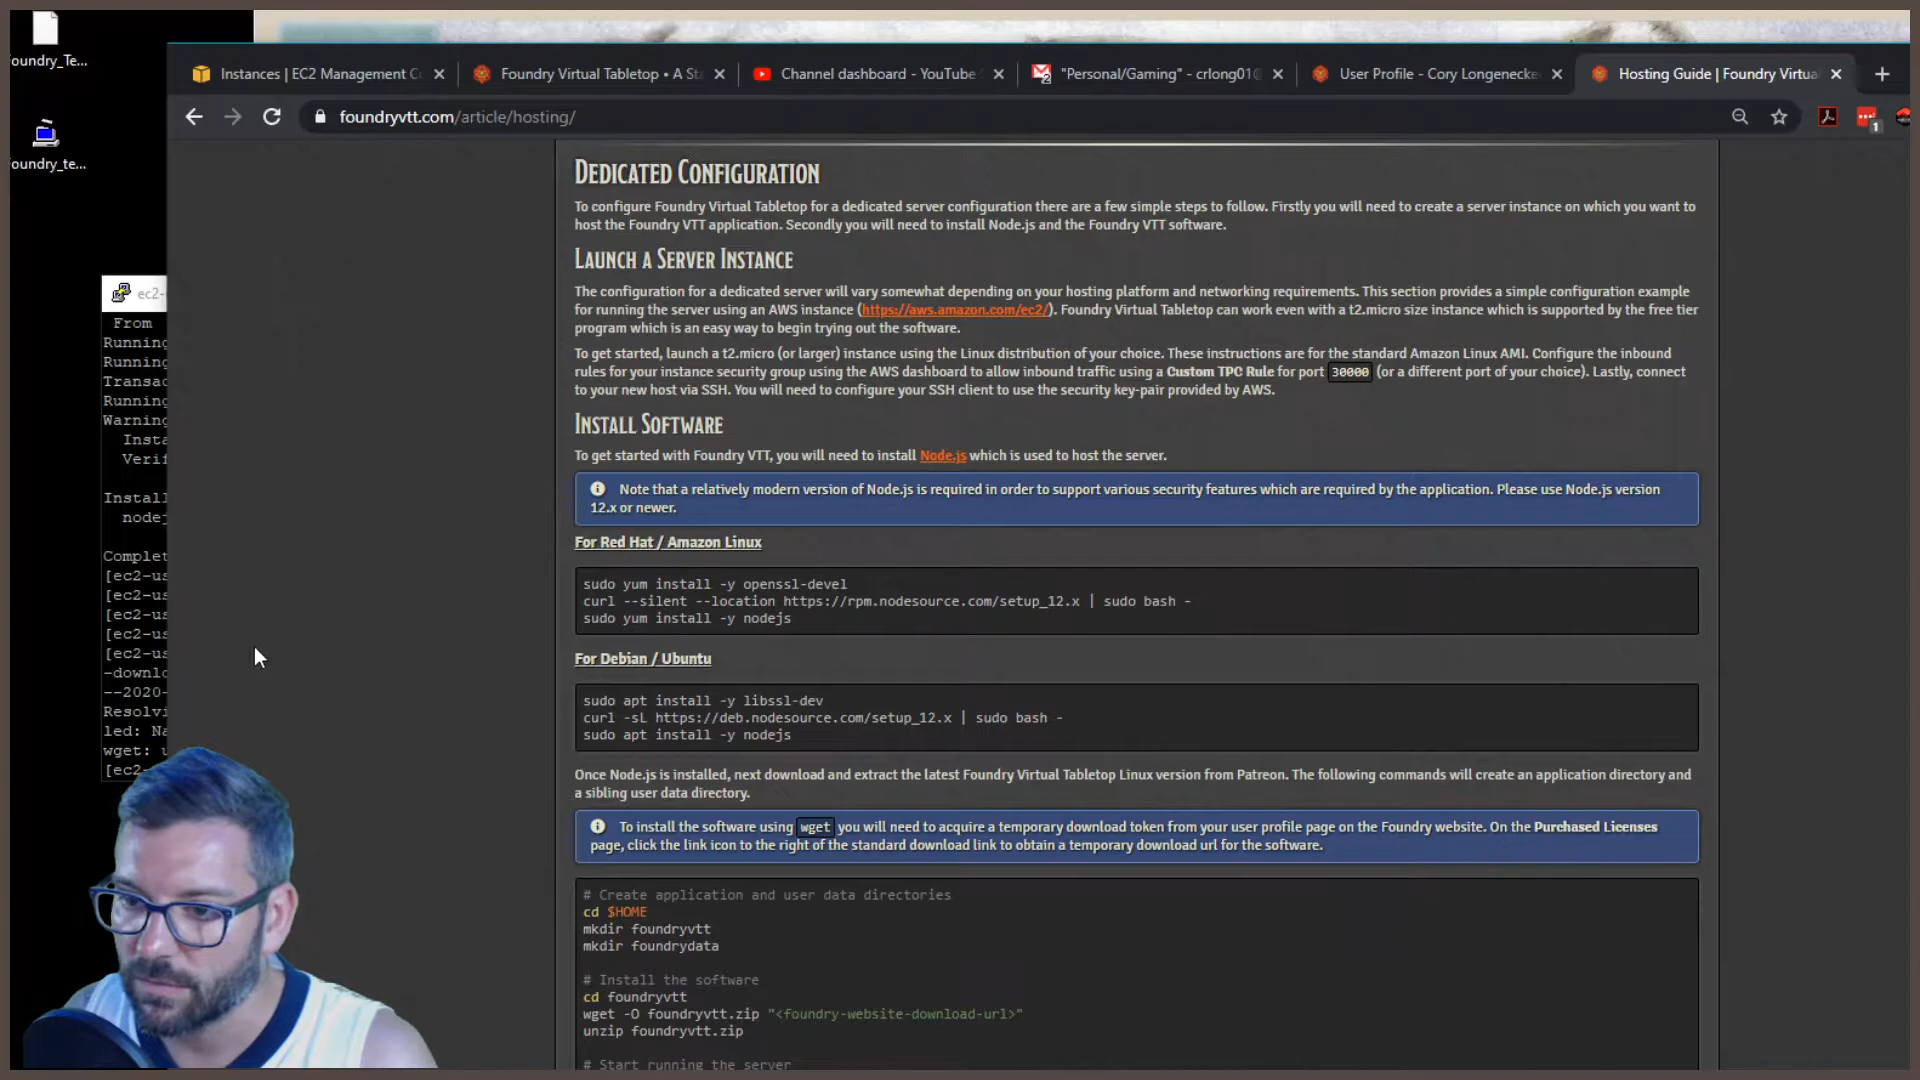 oundry_Te...
oundry_te...
Instances | EC2 Management C
Foundry Virtual Tabletop • A St
Channel dashboard - YouTube
"Personal/Gaming" - crlong01@
User Profile - Cory Longenecke
Hosting Guide | Foundry Virtua
foundryvtt.com/article/hosting/
1
ec2-
From
Running
Running
Transac
Running
Warning
Insta
Verif
Install
nodej
Complet
[ec2-us
[ec2-us
[ec2-us
[ec2-us
[ec2-us
-downlo
--2020-
Resolvi
led: Na
wget: u
[ec2-
DEDICATED CONFIGURATION
To configure Foundry Virtual Tabletop for a dedicated server configuration there are a few simple steps to follow. Firstly you will need to create a server instance on which you want to
host the Foundry VTT application. Secondly you will need to install Node.js and the Foundry VTT software.
LAUNCH A SERVER INSTANCE
The configuration for a dedicated server will vary somewhat depending on your hosting platform and networking requirements. This section provides a simple configuration example
for running the server using an AWS instance (https://aws.amazon.com/ec2/). Foundry Virtual Tabletop can work even with a t2.micro size instance which is supported by the free tier
program which is an easy way to begin trying out the software.
To get started, launch a t2.micro (or larger) instance using the Linux distribution of your choice. These instructions are for the standard Amazon Linux AMI. Configure the inbound
rules for your instance security group using the AWS dashboard to allow inbound traffic using a Custom TPC Rule for port 30000 (or a different port of your choice). Lastly, connect
to your new host via SSH. You will need to configure your SSH client to use the security key-pair provided by AWS.
INSTALL SOFTWARE
To get started with Foundry VTT, you will need to install Node.js which is used to host the server.
Note that a relatively modern version of Node.js is required in order to support various security features which are required by the application. Please use Node.js version
12.x or newer.
For Red Hat / Amazon Linux
sudo yum install -y openssl-devel
curl --silent --location https://rpm.nodesource.com/setup_12.x | sudo bash -
sudo yum install -y nodejs
For Debian / Ubuntu
sudo apt install -y libssl-dev
curl -sL https://deb.nodesource.com/setup_12.x | sudo bash -
sudo apt install -y nodejs
Once Node.js is installed, next download and extract the latest Foundry Virtual Tabletop Linux version from Patreon. The following commands will create an application directory and
a sibling user data directory.
To install the software using wget you will need to acquire a temporary download token from your user profile page on the Foundry website. On the Purchased Licenses
page, click the link icon to the right of the standard download link to obtain a temporary download url for the software.
# Create application and user data directories
cd $HOME
mkdir foundryvtt
mkdir foundrydata
# Install the software
cd foundryvtt
wget -O foundryvtt.zip "<foundry-website-download-url>"
unzip foundryvtt.zip
# Start running the server